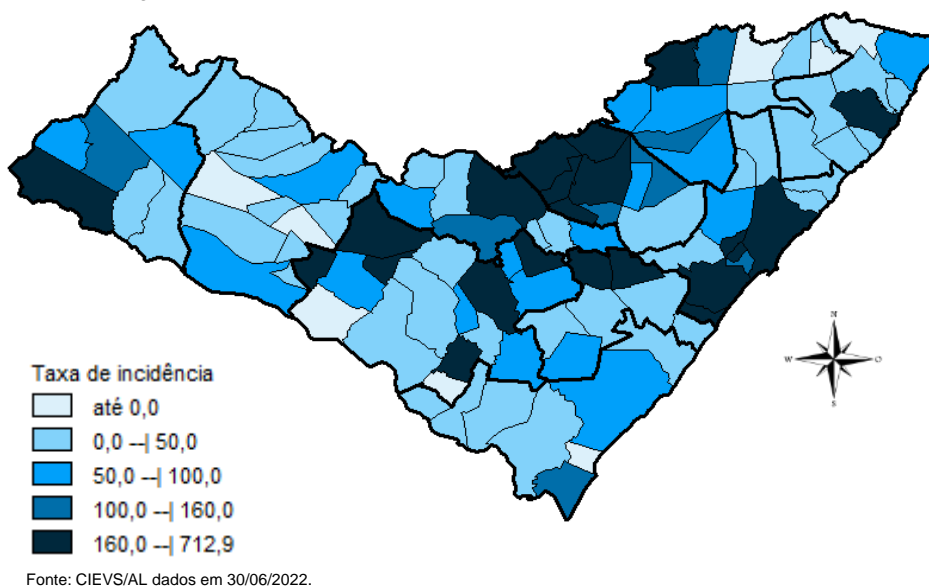 N
W
O
S
Taxa de incidência
até 0,0
0,0 --| 50,0
50,0 --| 100,0
100,0 --| 160,0
160,0 --| 712,9
Fonte: CIEVS/AL dados em 30/06/2022.